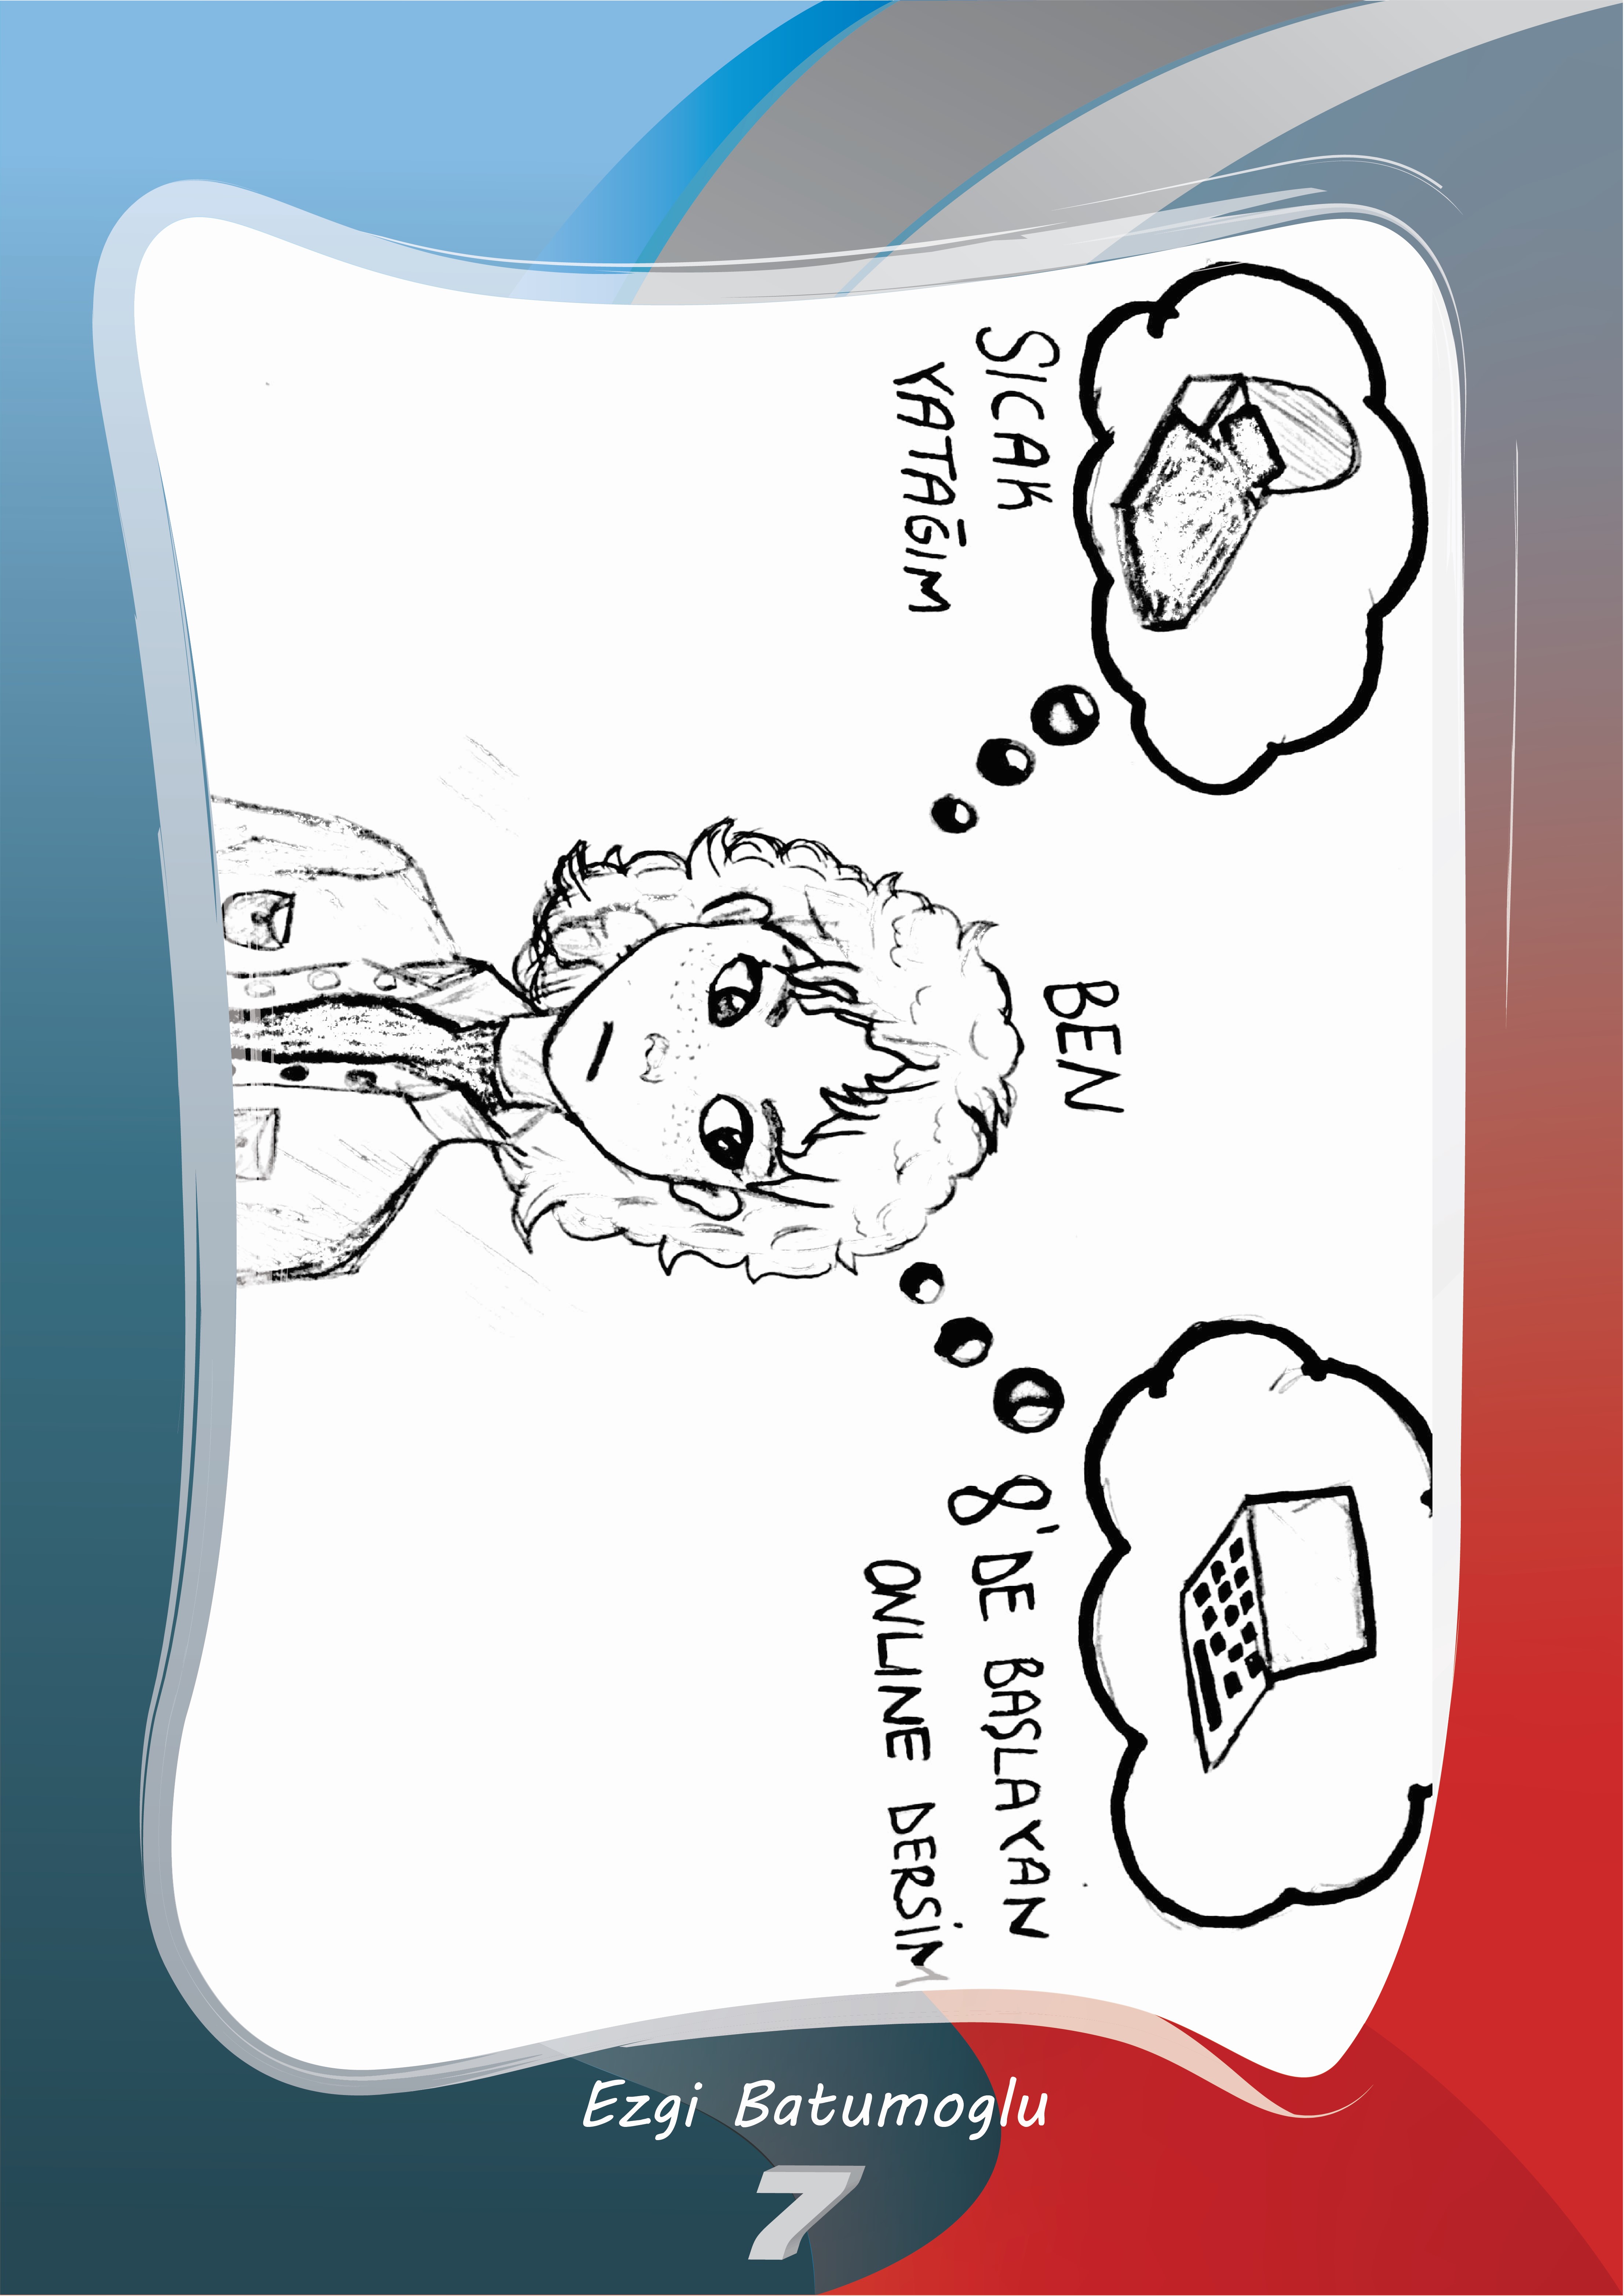 SICAK
YATAĞIM
BEN
8'DE BAŞLAYAN
ONLINE DERSİM
Ezgi Batumoglu
7